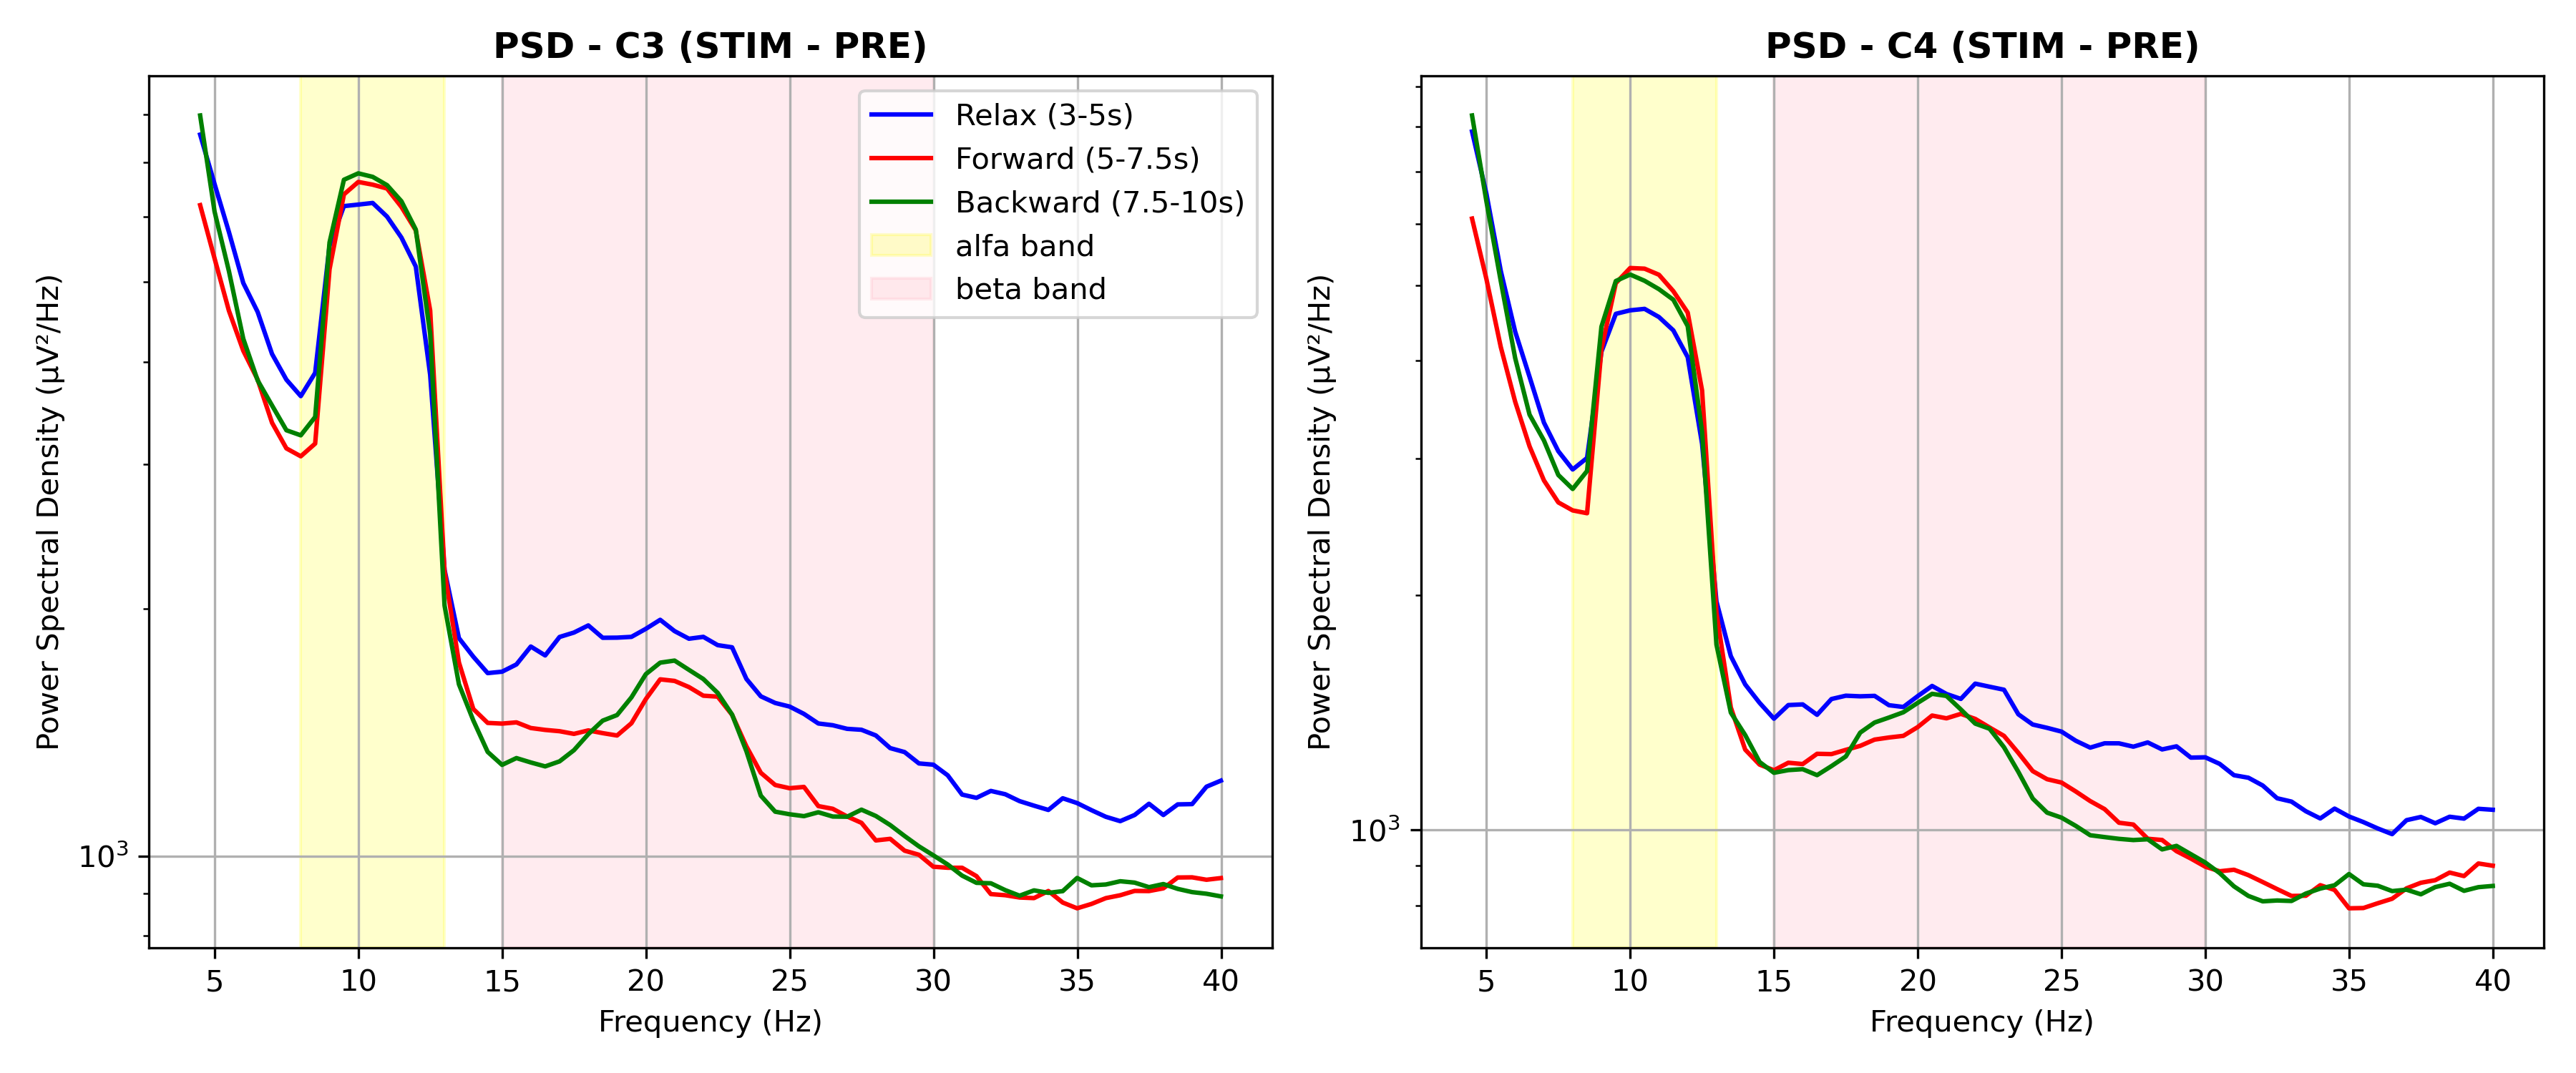 PSD - C3 (STIM - PRE)
Power Spectral Density (µV²/Hz)
10³
Relax (3-5s)
Forward (5-7.5s)
Backward (7.5-10s)
alfa band
beta band
5 10 15 20 25 30 35 40
Frequency (Hz)
PSD - C4 (STIM - PRE)
Power Spectral Density (µV²/Hz)
10³
5 10 15 20 25 30 35 40
Frequency (Hz)